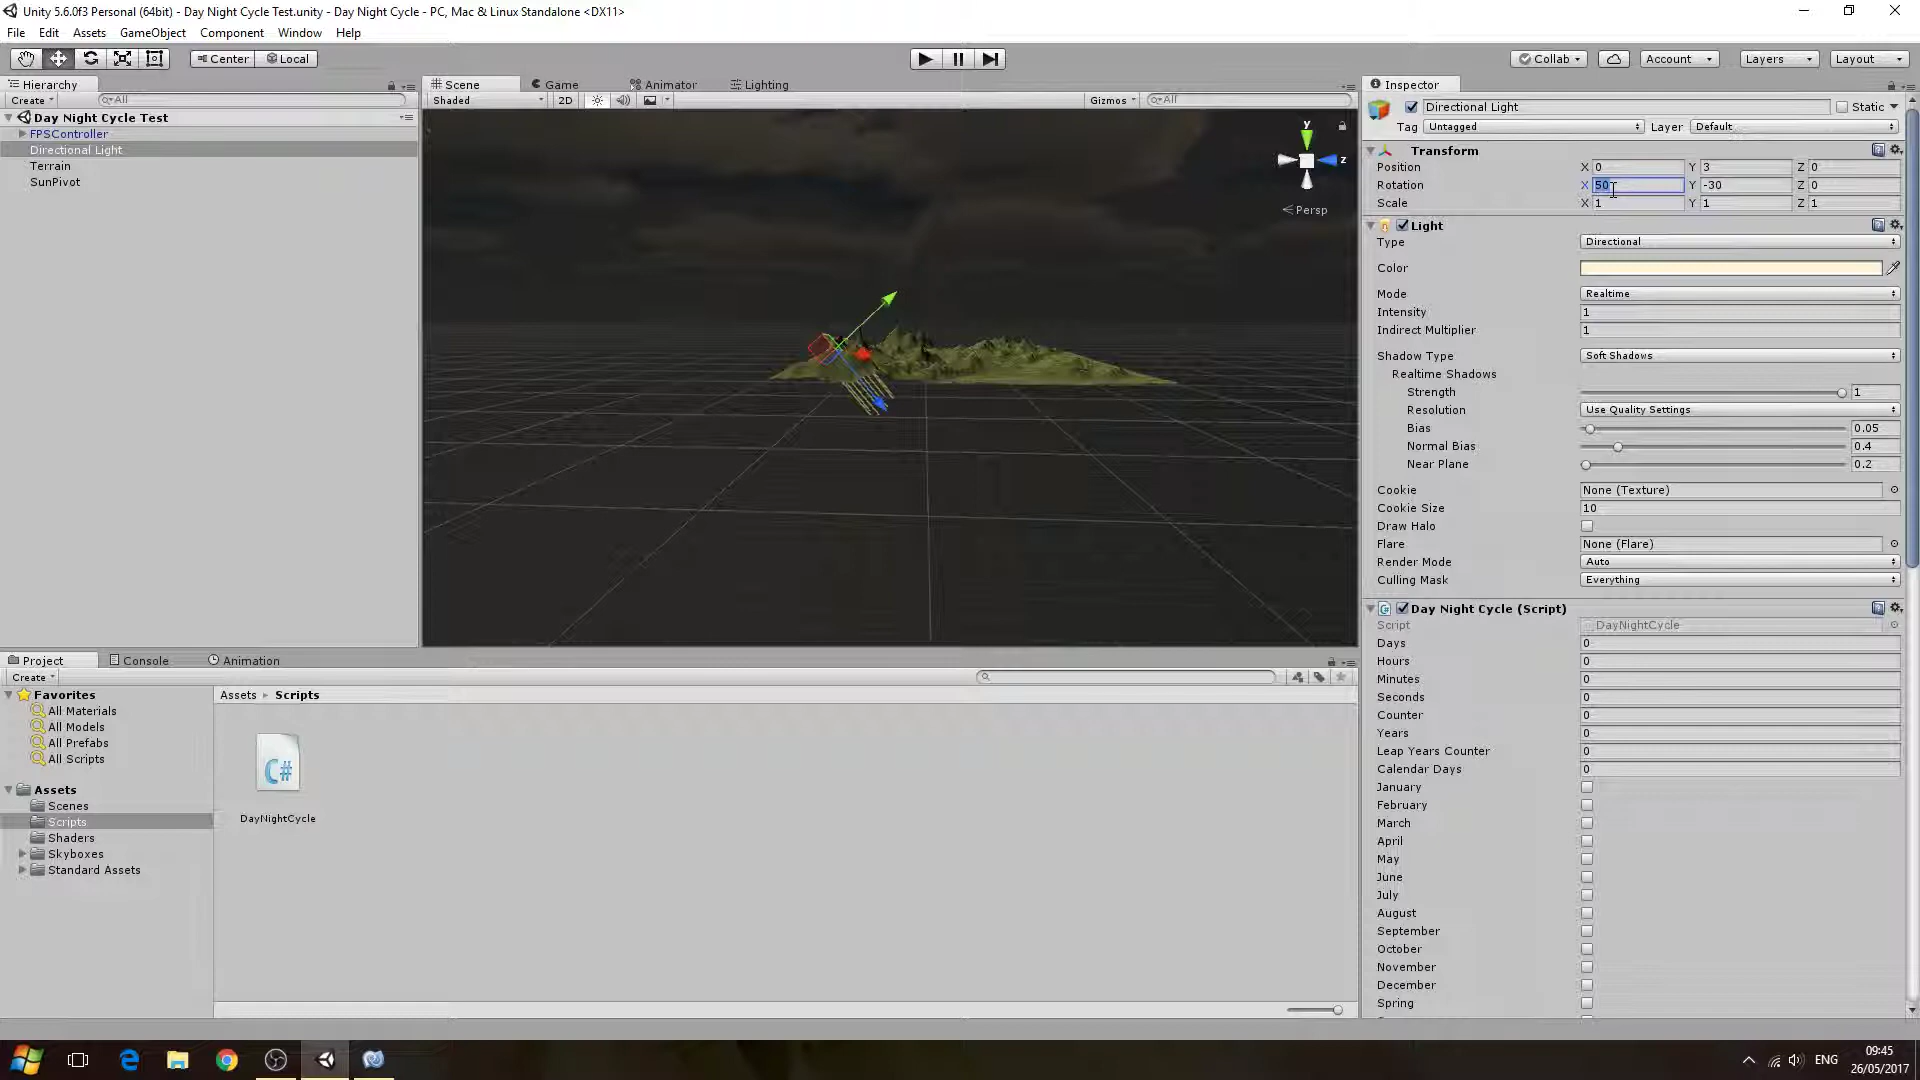 Unity 5.6.0f3 Personal (64bit) - Day Night Cycle Test.unity - Day Night Cycle - PC, Mac & Linux Standalone <DX11>
File Edit Assets GameObject Component Window Help
Center Local Collab Account Layers Layout
Hierarchy
Create All
Day Night Cycle Test
FPSController
Directional Light
Terrain
SunPivot
Scene Game Animator Lighting
Shaded 2D Gizmos All
y
z
Persp
Inspector
Directional Light Static
Tag Untagged Layer Default
Transform
Position X 0 Y 3 Z 0
Rotation X 50 Y -30 Z 0
Scale X 1 Y 1 Z 1
Light
Type Directional
Color
Mode Realtime
Intensity 1
Indirect Multiplier 1
Shadow Type Soft Shadows
Realtime Shadows
Strength 1
Resolution Use Quality Settings
Bias 0.05
Normal Bias 0.4
Near Plane 0.2
Cookie None (Texture)
Cookie Size 10
Draw Halo
Flare None (Flare)
Render Mode Auto
Culling Mask Everything
Day Night Cycle (Script)
Script DayNightCycle
Days 0
Hours 0
Minutes 0
Seconds 0
Counter 0
Years 0
Leap Years Counter 0
Calendar Days 0
January
February
March
April
May
June
July
August
September
October
November
December
Spring
Project Console Animation
Create
Favorites
All Materials
All Models
All Prefabs
All Scripts
Assets
Scenes
Scripts
Shaders
Skyboxes
Standard Assets
Assets Scripts
C#
DayNightCycle
ENG
09:45
26/05/2017